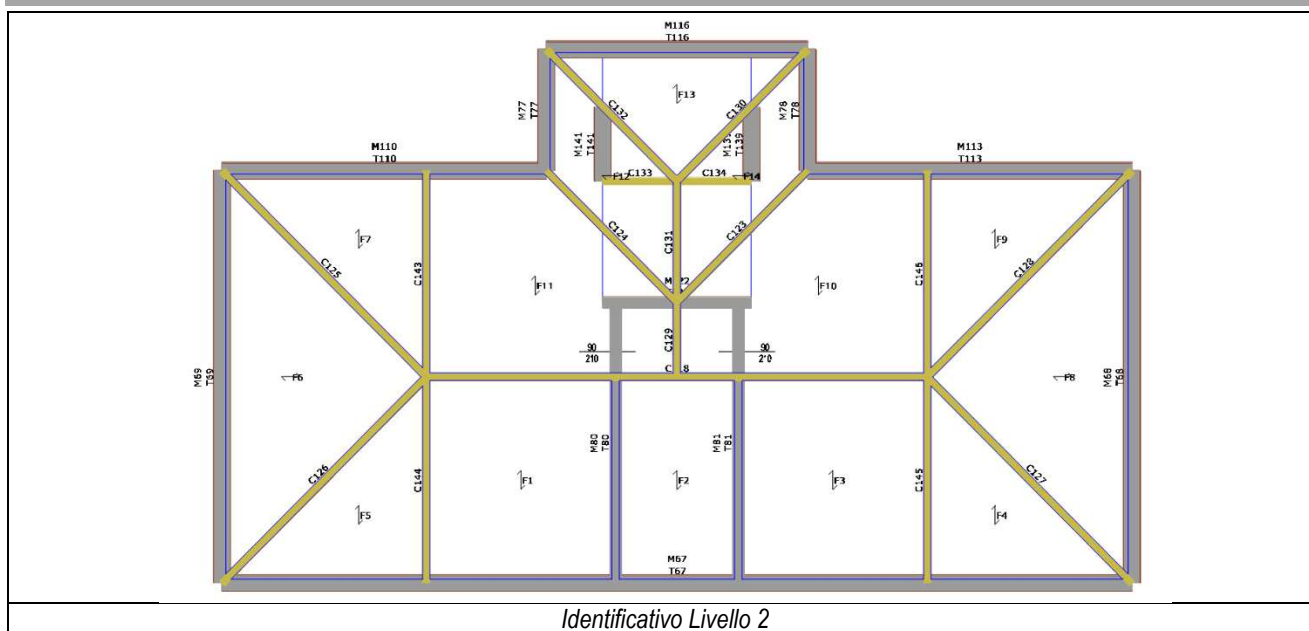 M116
T116
M77
T77
M78
T78
F13
C132
C130
M141
T141
T139
M110
T110
M113
T113
F12
C133
C134
F14
C124
C131
C123
F7
F9
C125
C143
C128
F11
F10
C129
90
210
90
210
M69
T69
F6
F8
M68
T68
C126
C144
M80
T80
M81
T81
C145
C127
F1
F2
F3
F5
F4
M67
T67
Identificativo Livello 2